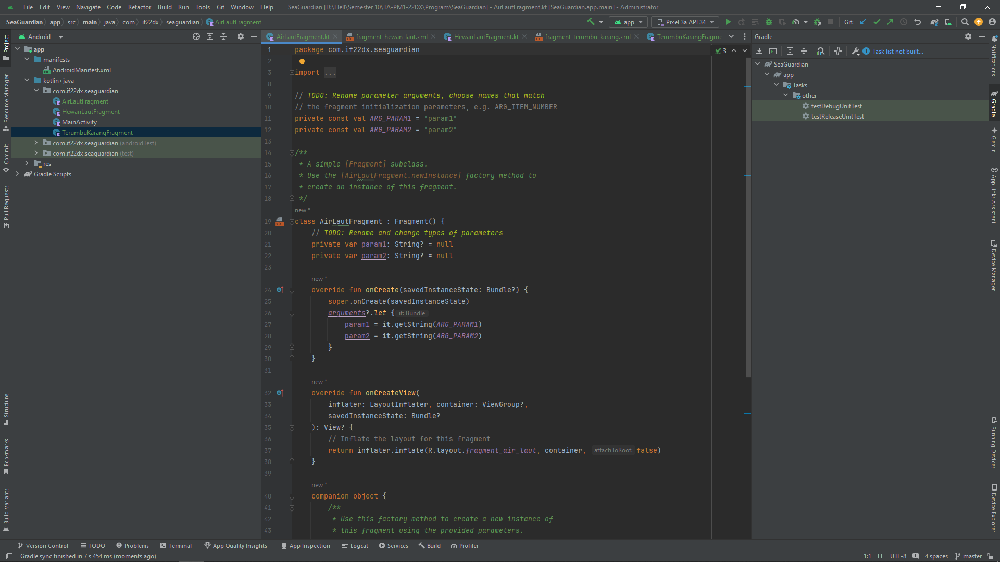 File Edit View Navigate Code Refactor Build Run Tools Git Window Help SeaGuardian [D:\Hell\Semester 10\TA-PM1-22DX\Program\SeaGuardian] - AirLautFragment.kt [SeaGuardian.app.main] - Administrator
SeaGuardian app src main java com if22dx seaguardian AirLautFragment app Pixel 3a API 34 Git:
Project
Resource Manager
Commit
Pull Requests
Structure
Bookmarks
Build Variants
Android
app
manifests
AndroidManifest.xml
kotlin+java
com.if22dx.seaguardian
AirLautFragment
HewanLautFragment
MainActivity
TerumbuKarangFragment
com.if22dx.seaguardian (androidTest)
com.if22dx.seaguardian (test)
res
Gradle Scripts
AirLautFragment.kt fragment_hewan_laut.xml HewanLautFragment.kt fragment_terumbu_karang.xml TerumbuKarangFragme
3
1 package com.if22dx.seaguardian
2
3 import ...
8
9 // TODO: Rename parameter arguments, choose names that match
10 // the fragment initialization parameters, e.g. ARG_ITEM_NUMBER
11 private const val ARG_PARAM1 = "param1"
12 private const val ARG_PARAM2 = "param2"
13
14 /**
15 * A simple [Fragment] subclass.
16 * Use the [AirLautFragment.newInstance] factory method to
17 * create an instance of this fragment.
18 */
new *
19 class AirLautFragment : Fragment() {
20 // TODO: Rename and change types of parameters
21 private var param1: String? = null
22 private var param2: String? = null
23
new *
24 override fun onCreate(savedInstanceState: Bundle?) {
25 super.onCreate(savedInstanceState)
26 arguments?.let { it: Bundle
27 param1 = it.getString(ARG_PARAM1)
28 param2 = it.getString(ARG_PARAM2)
29 }
30 }
31
new *
32 override fun onCreateView(
33 inflater: LayoutInflater, container: ViewGroup?,
34 savedInstanceState: Bundle?
35 ): View? {
36 // Inflate the layout for this fragment
37 return inflater.inflate(R.layout.fragment_air_laut, container, attachToRoot: false)
38 }
39
new *
40 companion object {
41 /**
42 * Use this factory method to create a new instance of
43 * this fragment using the provided parameters.
Gradle
Task list not built...
SeaGuardian
app
Tasks
other
testDebugUnitTest
testReleaseUnitTest
Notifications
Gradle
Gemini
App Links Assistant
Device Manager
Running Devices
Device Explorer
Version Control TODO Problems Terminal App Quality Insights App Inspection Logcat Services Build Profiler
Gradle sync finished in 7 s 454 ms (moments ago) 1:1 LF UTF-8 4 spaces master